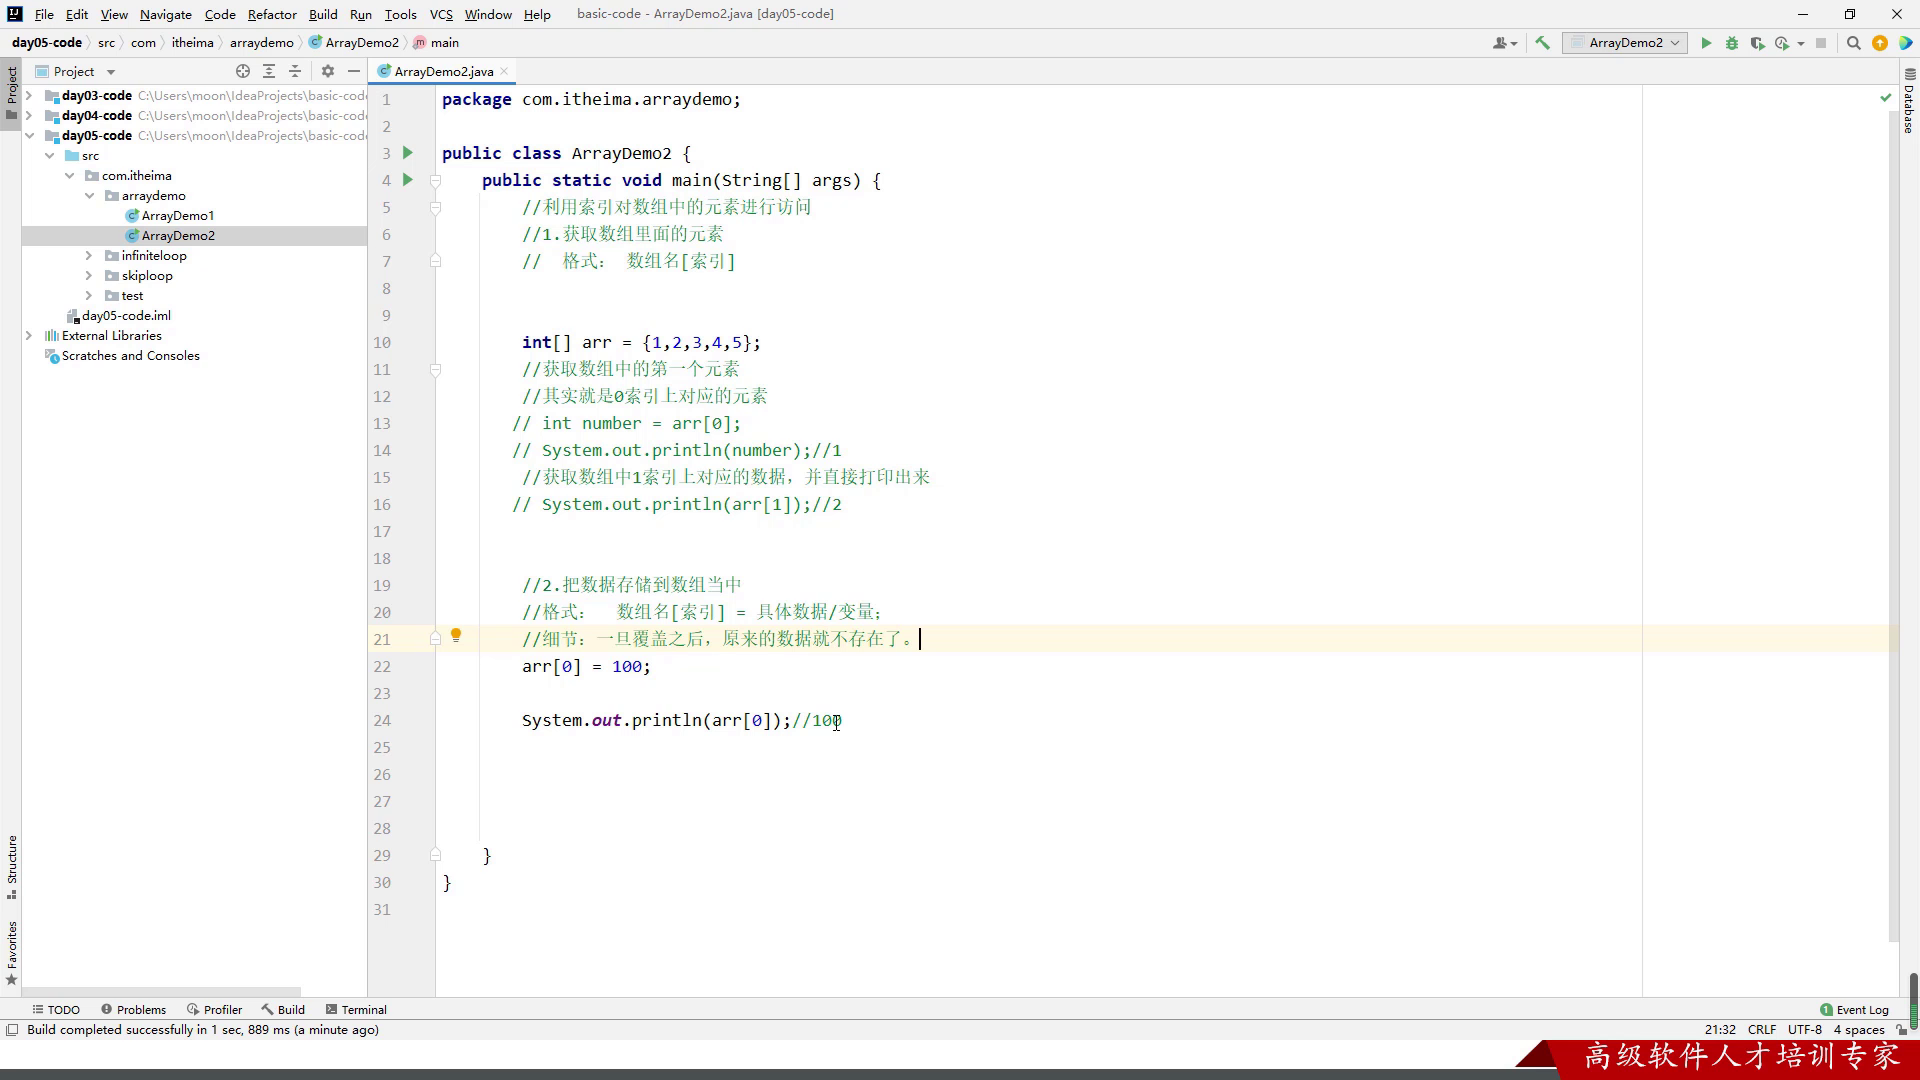 File Edit View Navigate Code Refactor Build Run Tools VCS Window Help basic-code - ArrayDemo2.java [day05-code]
day05-code src com itheima arraydemo ArrayDemo2 main ArrayDemo2
Project ArrayDemo2.java
Project
Database
day03-code C:\Users\moon\IdeaProjects\basic-code
day04-code C:\Users\moon\IdeaProjects\basic-code
day05-code C:\Users\moon\IdeaProjects\basic-code
src
com.itheima
arraydemo
ArrayDemo1
ArrayDemo2
infiniteloop
skiploop
test
day05-code.iml
External Libraries
Scratches and Consoles
Structure
Favorites
1 package com.itheima.arraydemo;
2
3 public class ArrayDemo2 {
4 public static void main(String[] args) {
5 //利用索引对数组中的元素进行访问
6 //1.获取数组里面的元素
7 // 格式： 数组名[索引]
8
9
10 int[] arr = {1,2,3,4,5};
11 //获取数组中的第一个元素
12 //其实就是0索引上对应的元素
13 // int number = arr[0];
14 // System.out.println(number);//1
15 //获取数组中1索引上对应的数据，并直接打印出来
16 // System.out.println(arr[1]);//2
17
18
19 //2.把数据存储到数组当中
20 //格式： 数组名[索引] = 具体数据/变量;
21 //细节：一旦覆盖之后，原来的数据就不存在了。
22 arr[0] = 100;
23
24 System.out.println(arr[0]);//100
25
26
27
28
29 }
30 }
31
TODO Problems Profiler Build Terminal 1 Event Log
Build completed successfully in 1 sec, 889 ms (a minute ago) 21:32 CRLF UTF-8 4 spaces
高级软件人才培训专家